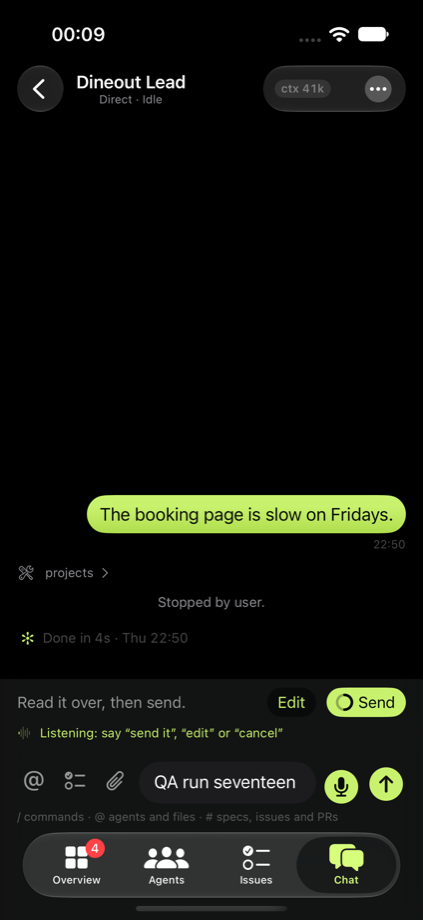 00:09
Dineout Lead
Direct · Idle
ctx 41k
The booking page is slow on Fridays.
22:50
projects
Stopped by user.
Done in 4s · Thu 22:50
Read it over, then send.
Edit
Send
Listening: say “send it”, “edit” or “cancel”
QA run seventeen
/ commands · @ agents and files · # specs, issues and PRs
4
Overview
Agents
Issues
Chat